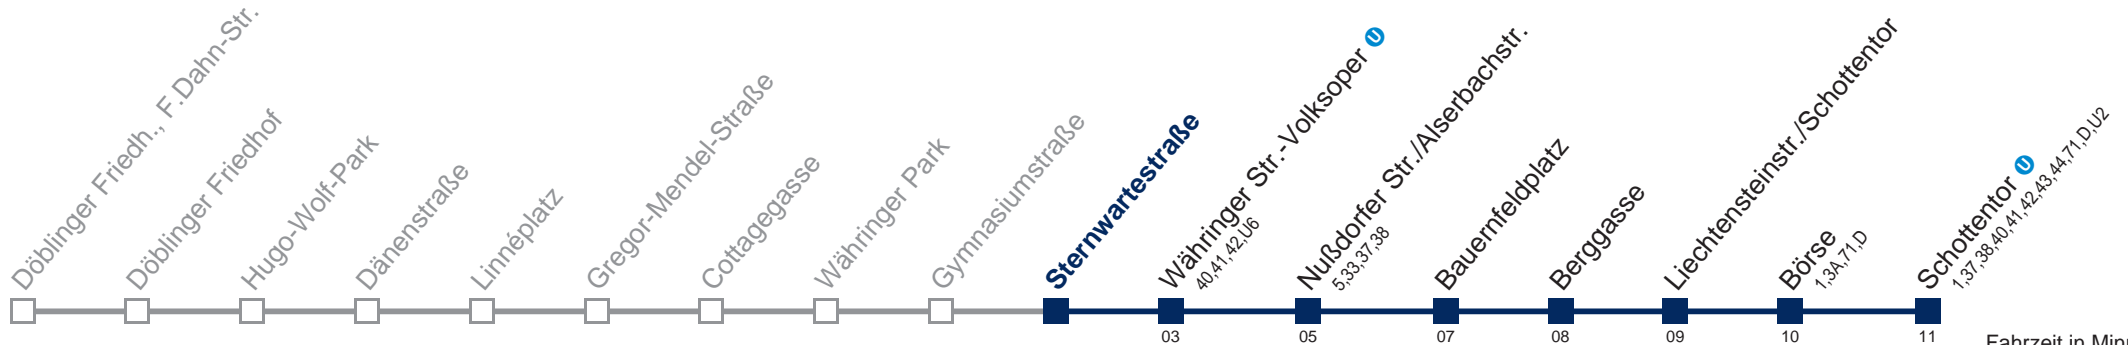 Döblinger Friedh., F.Dahn-Str.
Döblinger Friedhof
Hugo-Wolf-Park
Dänenstraße
Linnéplatz
Gregor-Mendel-Straße
Cottagegasse
Währinger Park
Gymnasiumstraße
Sternwartestraße
Währinger Str.-Volksoper U
40,41,42,U6
Nußdorfer Str./Alserbachstr.
5,33,37,38
Bauernfeldplatz
Berggasse
Liechtensteinstr./Schottentor
Börse
1,3A,71,D
Schottentor U
1,37,38,40,41,42,43,44,71,D,U2
03 05 07 08 09 10 11
Fahrzeit in